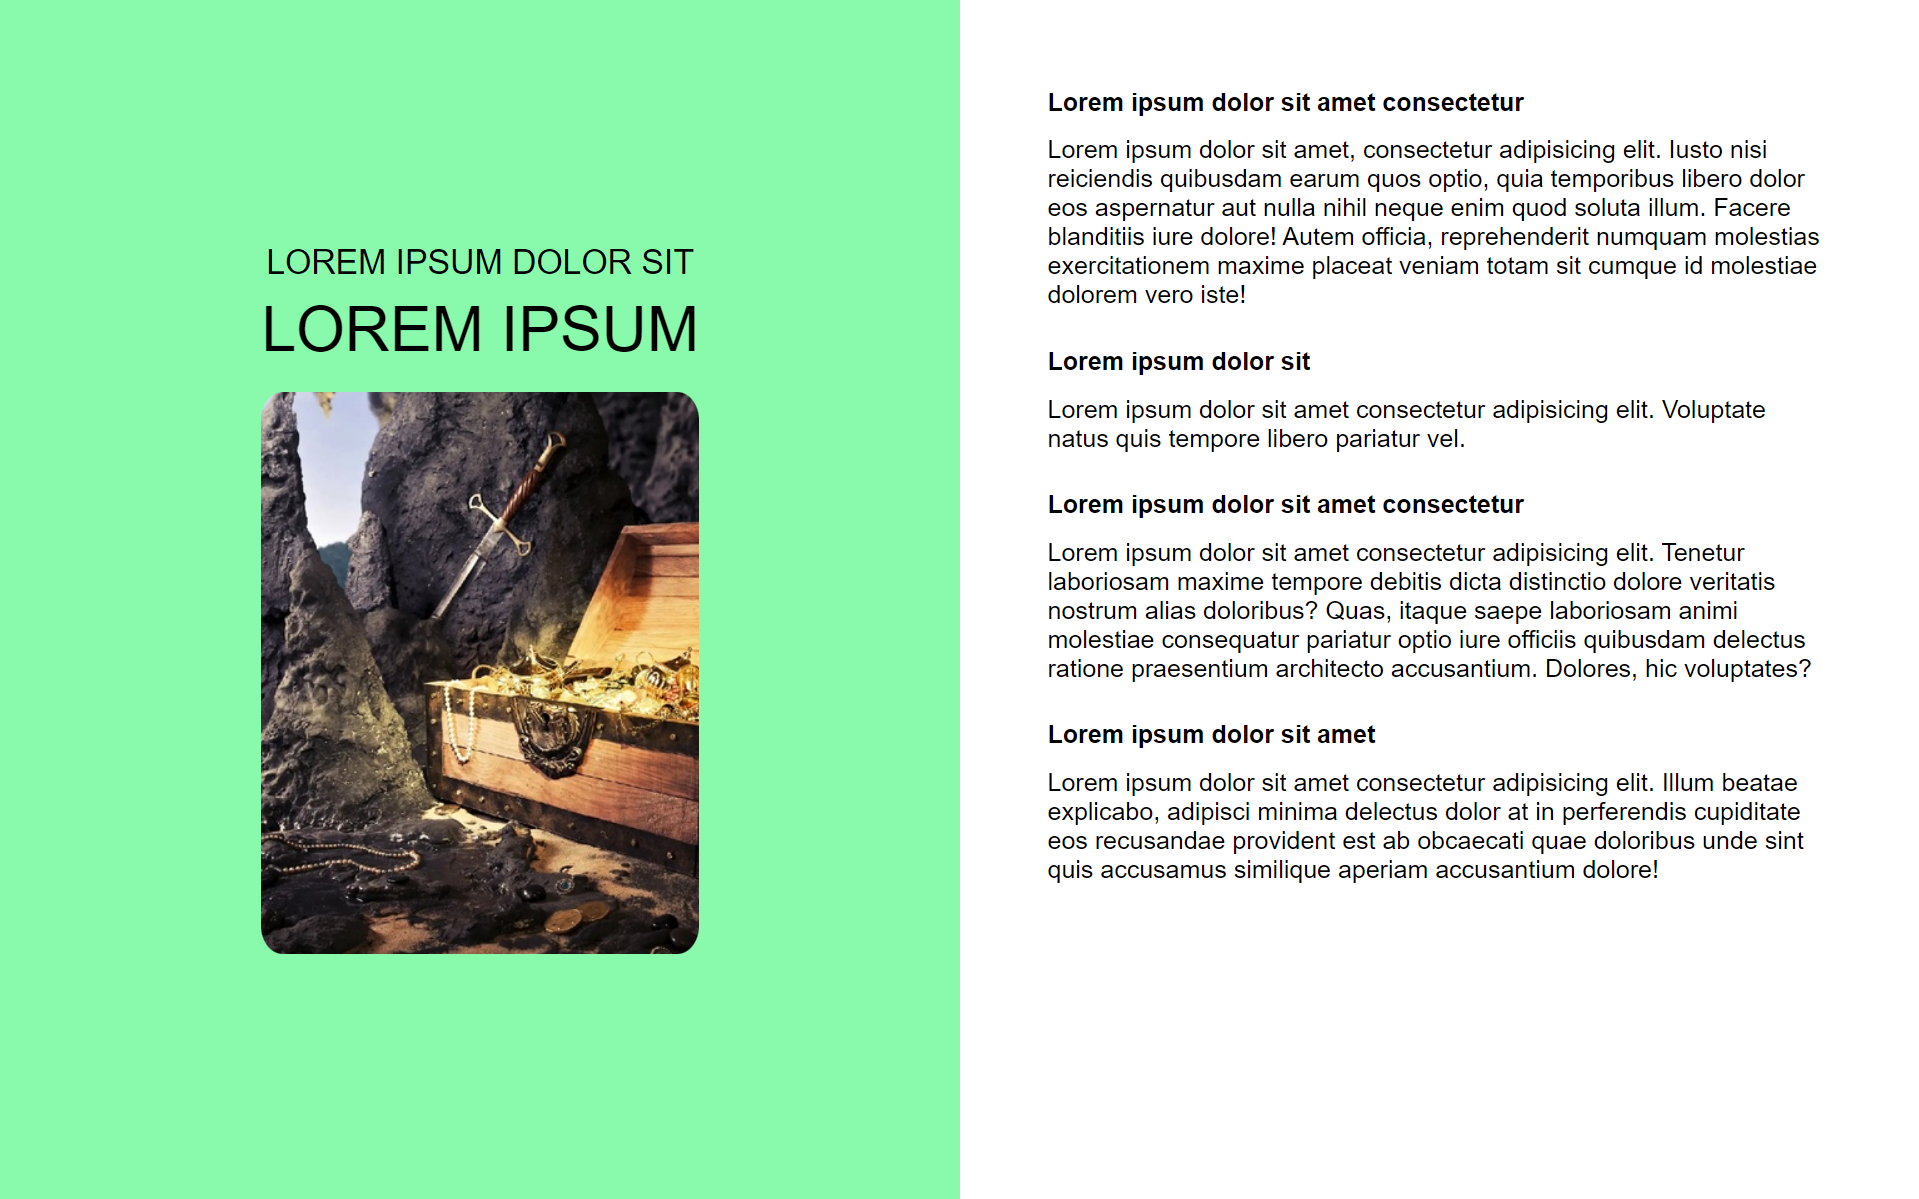 LOREM IPSUM DOLOR SIT
LOREM IPSUM
Lorem ipsum dolor sit amet consectetur
Lorem ipsum dolor sit amet, consectetur adipisicing elit. Iusto nisi
reiciendis quibusdam earum quos optio, quia temporibus libero dolor
eos aspernatur aut nulla nihil neque enim quod soluta illum. Facere
blanditiis iure dolore! Autem officia, reprehenderit numquam molestias
exercitationem maxime placeat veniam totam sit cumque id molestiae
dolorem vero iste!
Lorem ipsum dolor sit
Lorem ipsum dolor sit amet consectetur adipisicing elit. Voluptate
natus quis tempore libero pariatur vel.
Lorem ipsum dolor sit amet consectetur
Lorem ipsum dolor sit amet consectetur adipisicing elit. Tenetur
laboriosam maxime tempore debitis dicta distinctio dolore veritatis
nostrum alias doloribus? Quas, itaque saepe laboriosam animi
molestiae consequatur pariatur optio iure officiis quibusdam delectus
ratione praesentium architecto accusantium. Dolores, hic voluptates?
Lorem ipsum dolor sit amet
Lorem ipsum dolor sit amet consectetur adipisicing elit. Illum beatae
explicabo, adipisci minima delectus dolor at in perferendis cupiditate
eos recusandae provident est ab obcaecati quae doloribus unde sint
quis accusamus similique aperiam accusantium dolore!